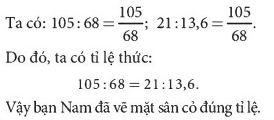 Ta có: 105 : 68 = 105/68; 21 : 13,6 = 105/68.
Do đó, ta có tỉ lệ thức:
105 : 68 = 21 : 13,6.
Vậy bạn Nam đã vẽ mặt sân cỏ đúng tỉ lệ.